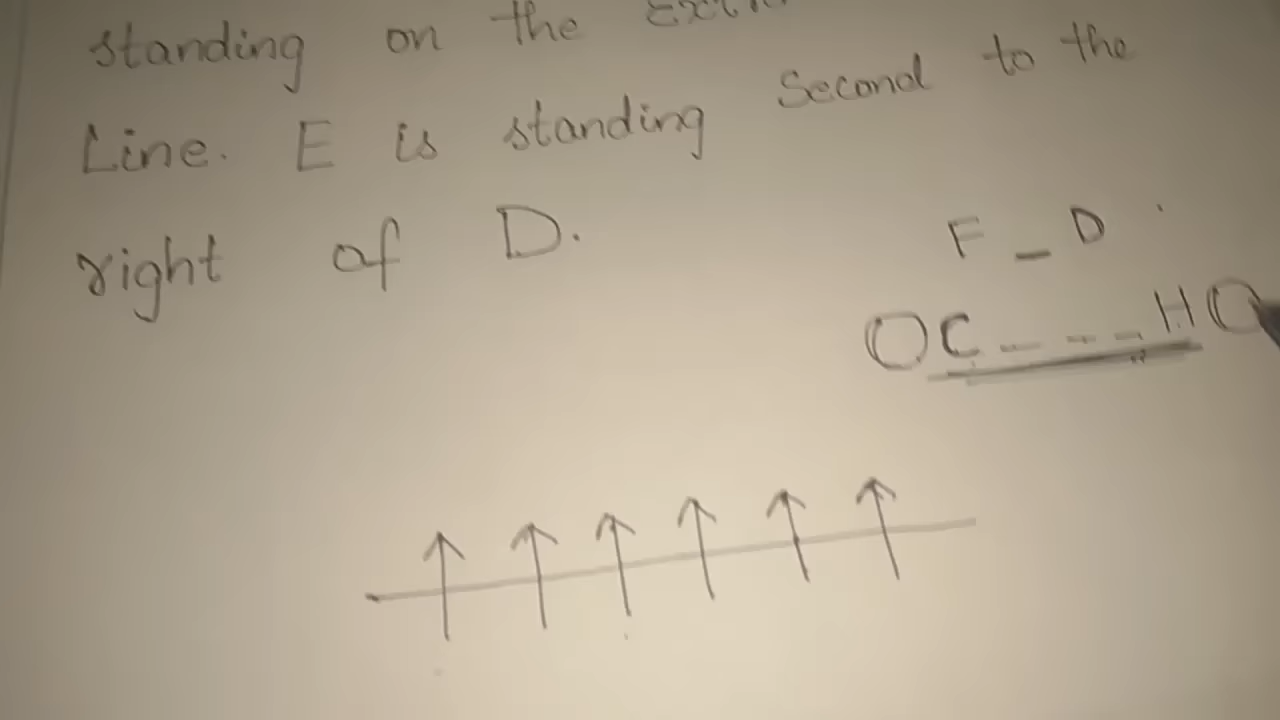 standing on the
Line. E is standing second to the
right of D.
F _ D
O C _ _ _ H O